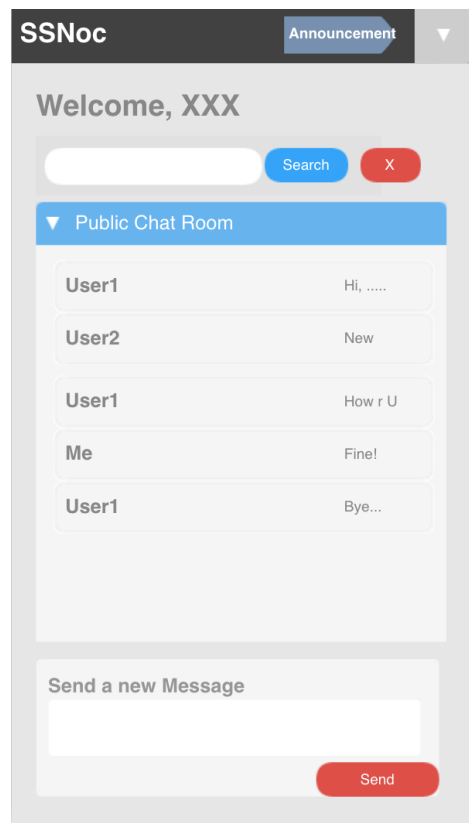 SSNoc Announcement ▼
Welcome, XXX
Search X
▼ Public Chat Room
User1 Hi, .....
User2 New
User1 How r U
Me Fine!
User1 Bye...
Send a new Message
Send